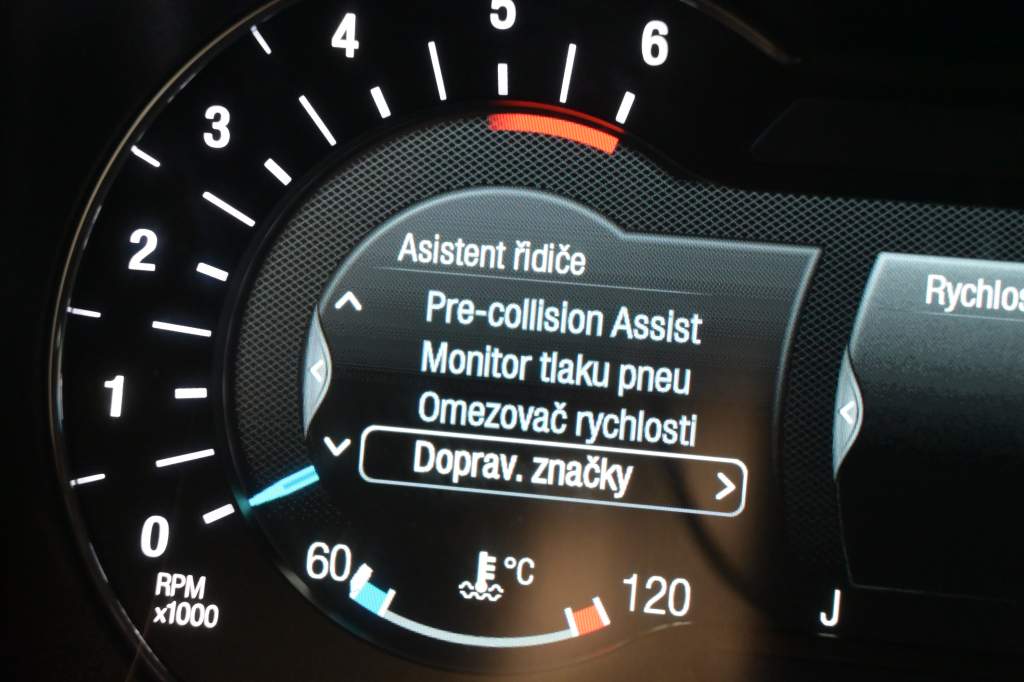 5
4
6
3
2
1
0
RPM
x1000
Asistent řidiče
Pre-collision Assist
Monitor tlaku pneu
Omezovač rychlosti
Doprav. značky
60
°C
120
J